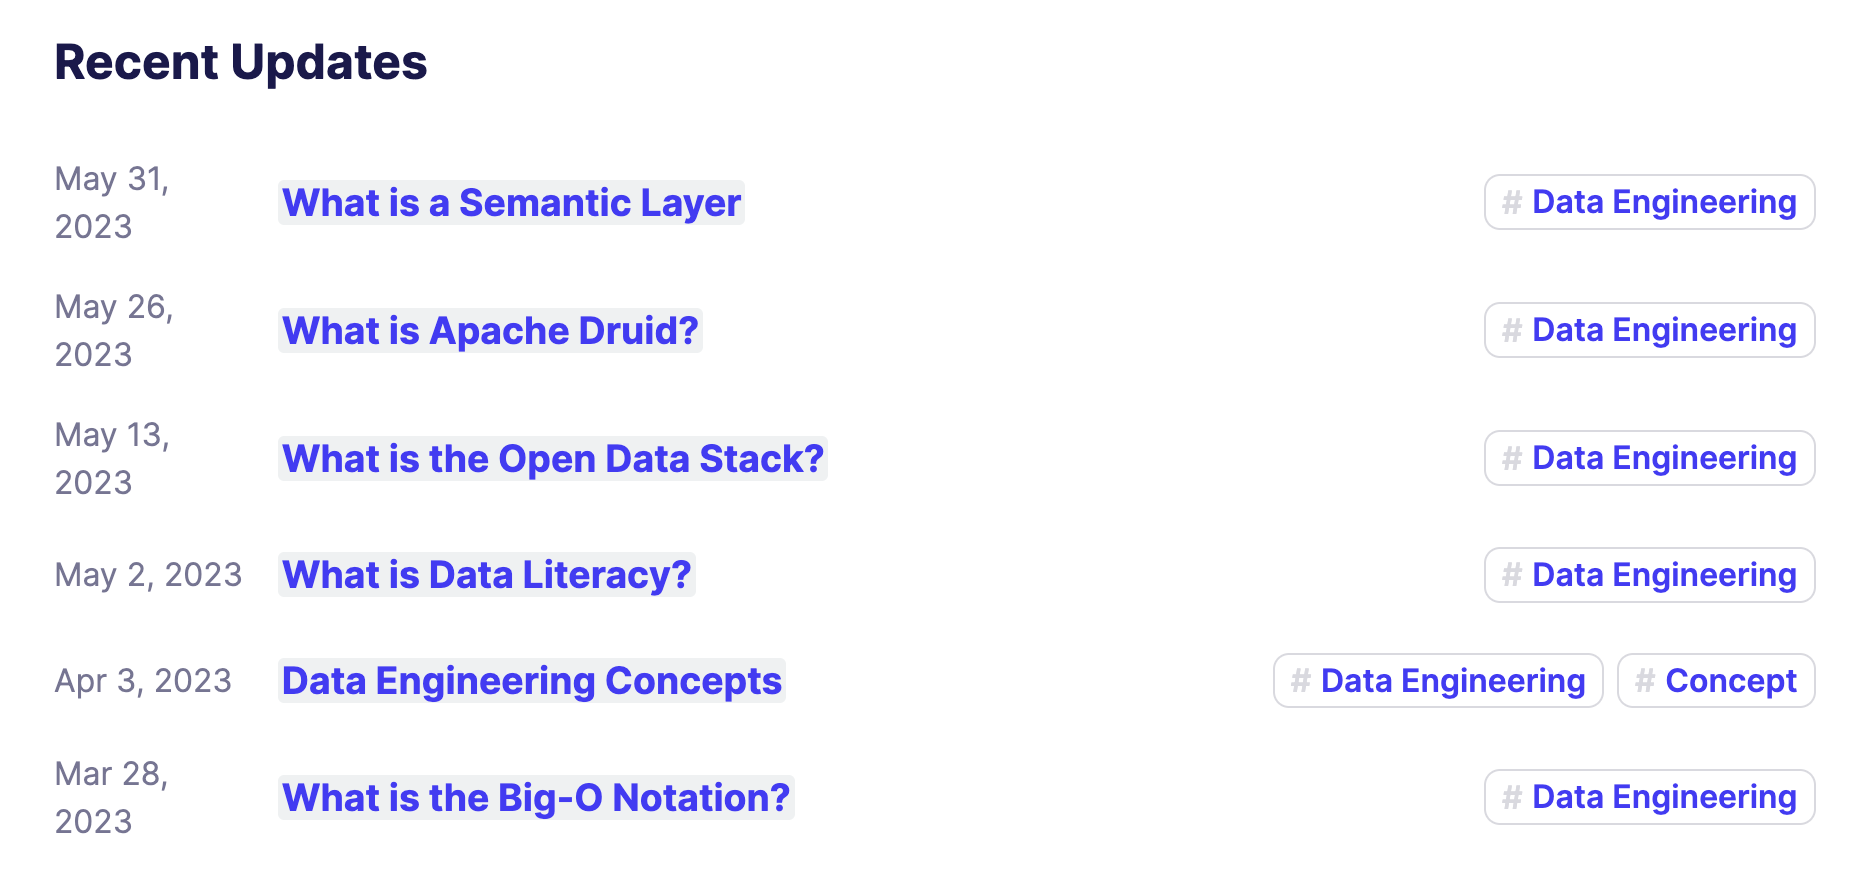 Recent Updates
May 31,
2023
What is a Semantic Layer
# Data Engineering
May 26,
2023
What is Apache Druid?
# Data Engineering
May 13,
2023
What is the Open Data Stack?
# Data Engineering
May 2, 2023
What is Data Literacy?
# Data Engineering
Apr 3, 2023
Data Engineering Concepts
# Data Engineering
# Concept
Mar 28,
2023
What is the Big-O Notation?
# Data Engineering